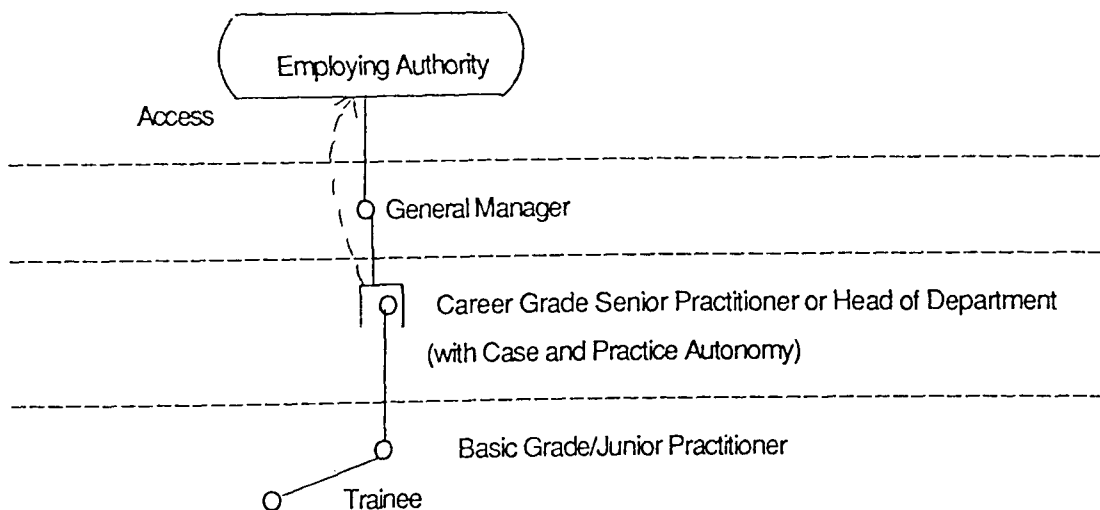 Employing Authority
Access
General Manager
Career Grade Senior Practitioner or Head of Department
(with Case and Practice Autonomy)
Basic Grade/Junior Practitioner
Trainee